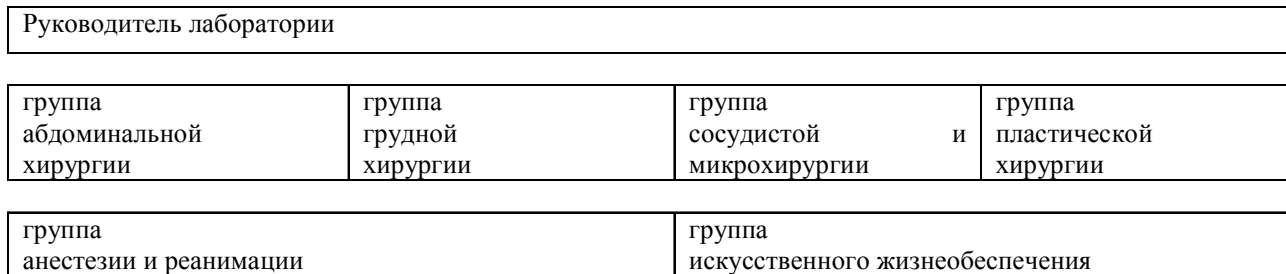 Руководитель лаборатории
группа
абдоминальной
хирургии
группа
грудной
хирургии
группа
сосудистой и
микрохирургии
группа
пластической
хирургии
группа
анестезии и реанимации
группа
искусственного жизнеобеспечения